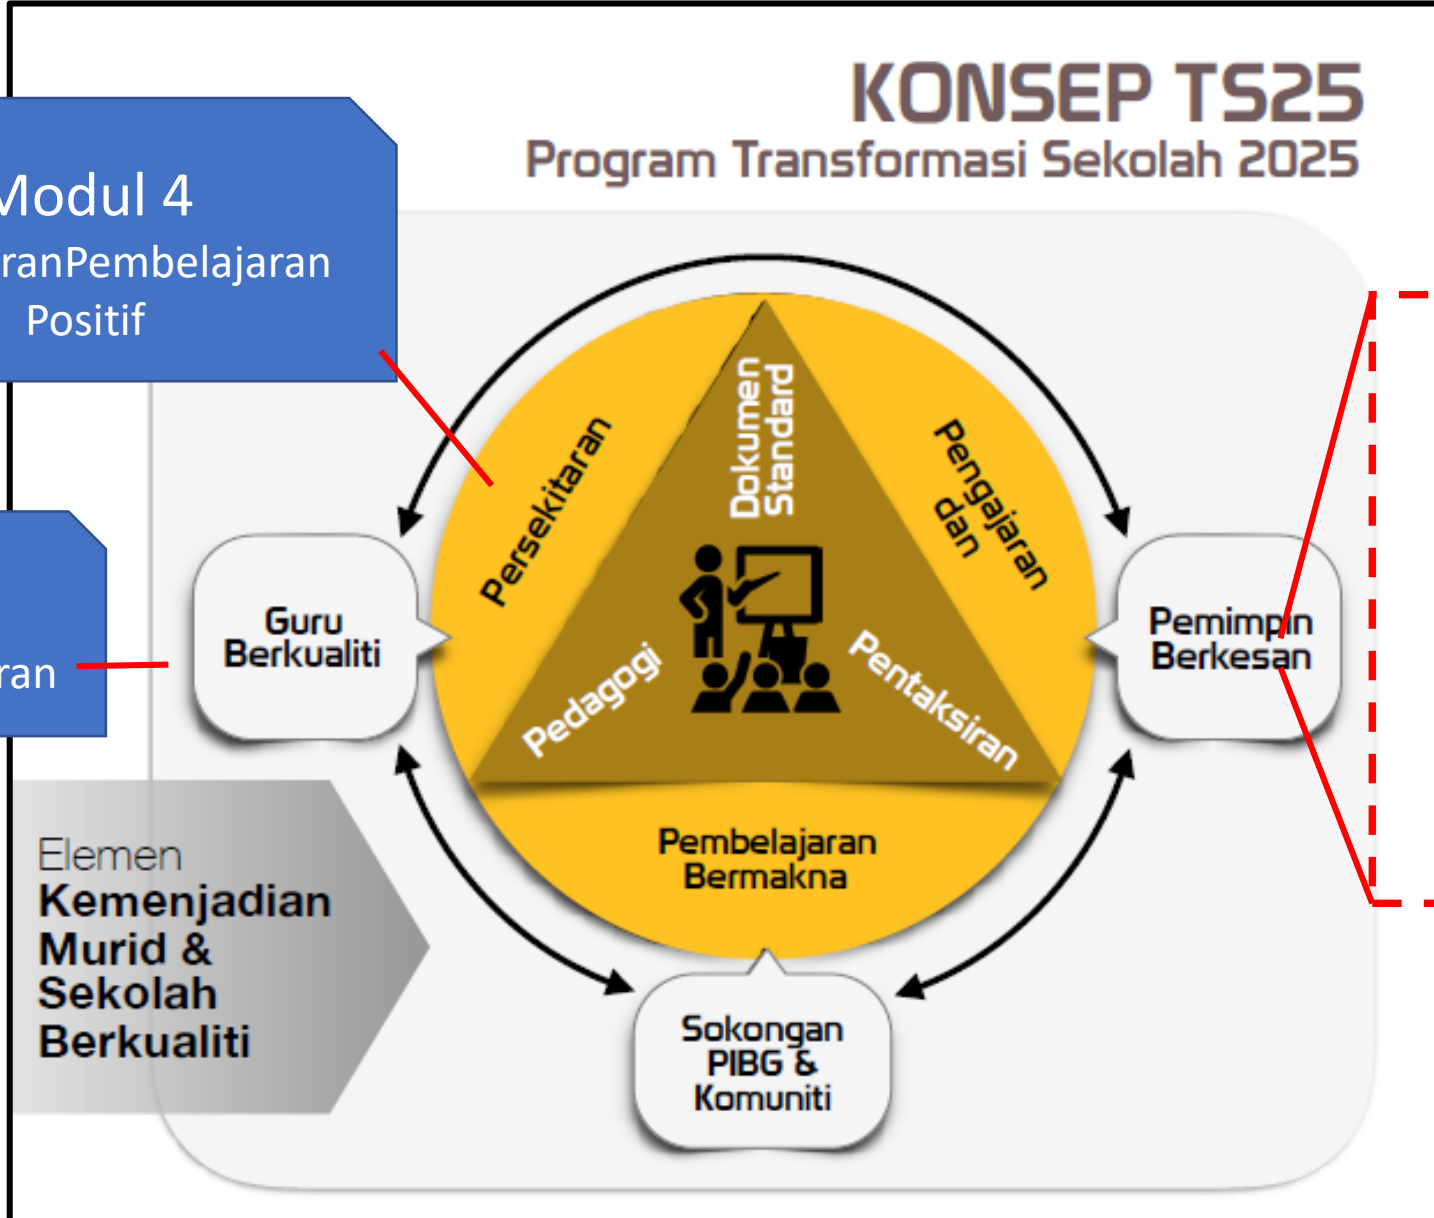 KONSEP TS25
Program Transformasi Sekolah 2025
Modul 4
ranPembelajaran
Positif
ran
Persekitaran
Dokumen
Standard
Pengajaran
dan
Guru
Berkualiti
Pedagogi
Pentaksiran
Pemimpin
Berkesan
Pembelajaran
Bermakna
Elemen
Kemenjadian
Murid &
Sekolah
Berkualiti
Sokongan
PIBG &
Komuniti